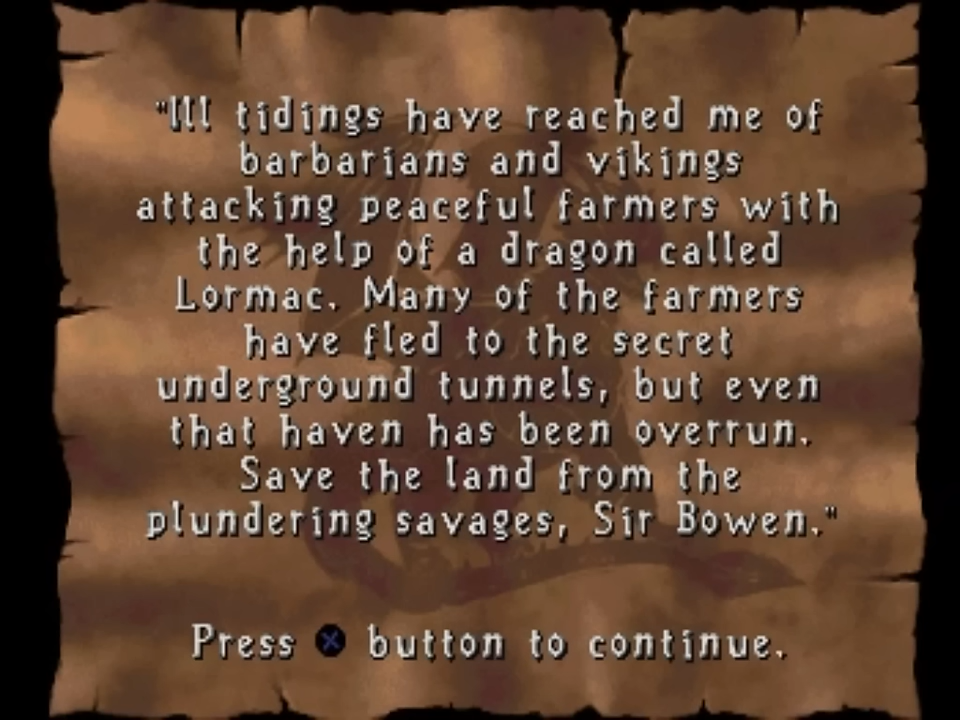 "Ill tidings have reached me of
barbarians and vikings
attacking peaceful farmers with
the help of a dragon called
Lormac. Many of the farmers
have fled to the secret
underground tunnels, but even
that haven has been overrun.
Save the land from the
plundering savages, Sir Bowen."
Press ⓧ button to continue.